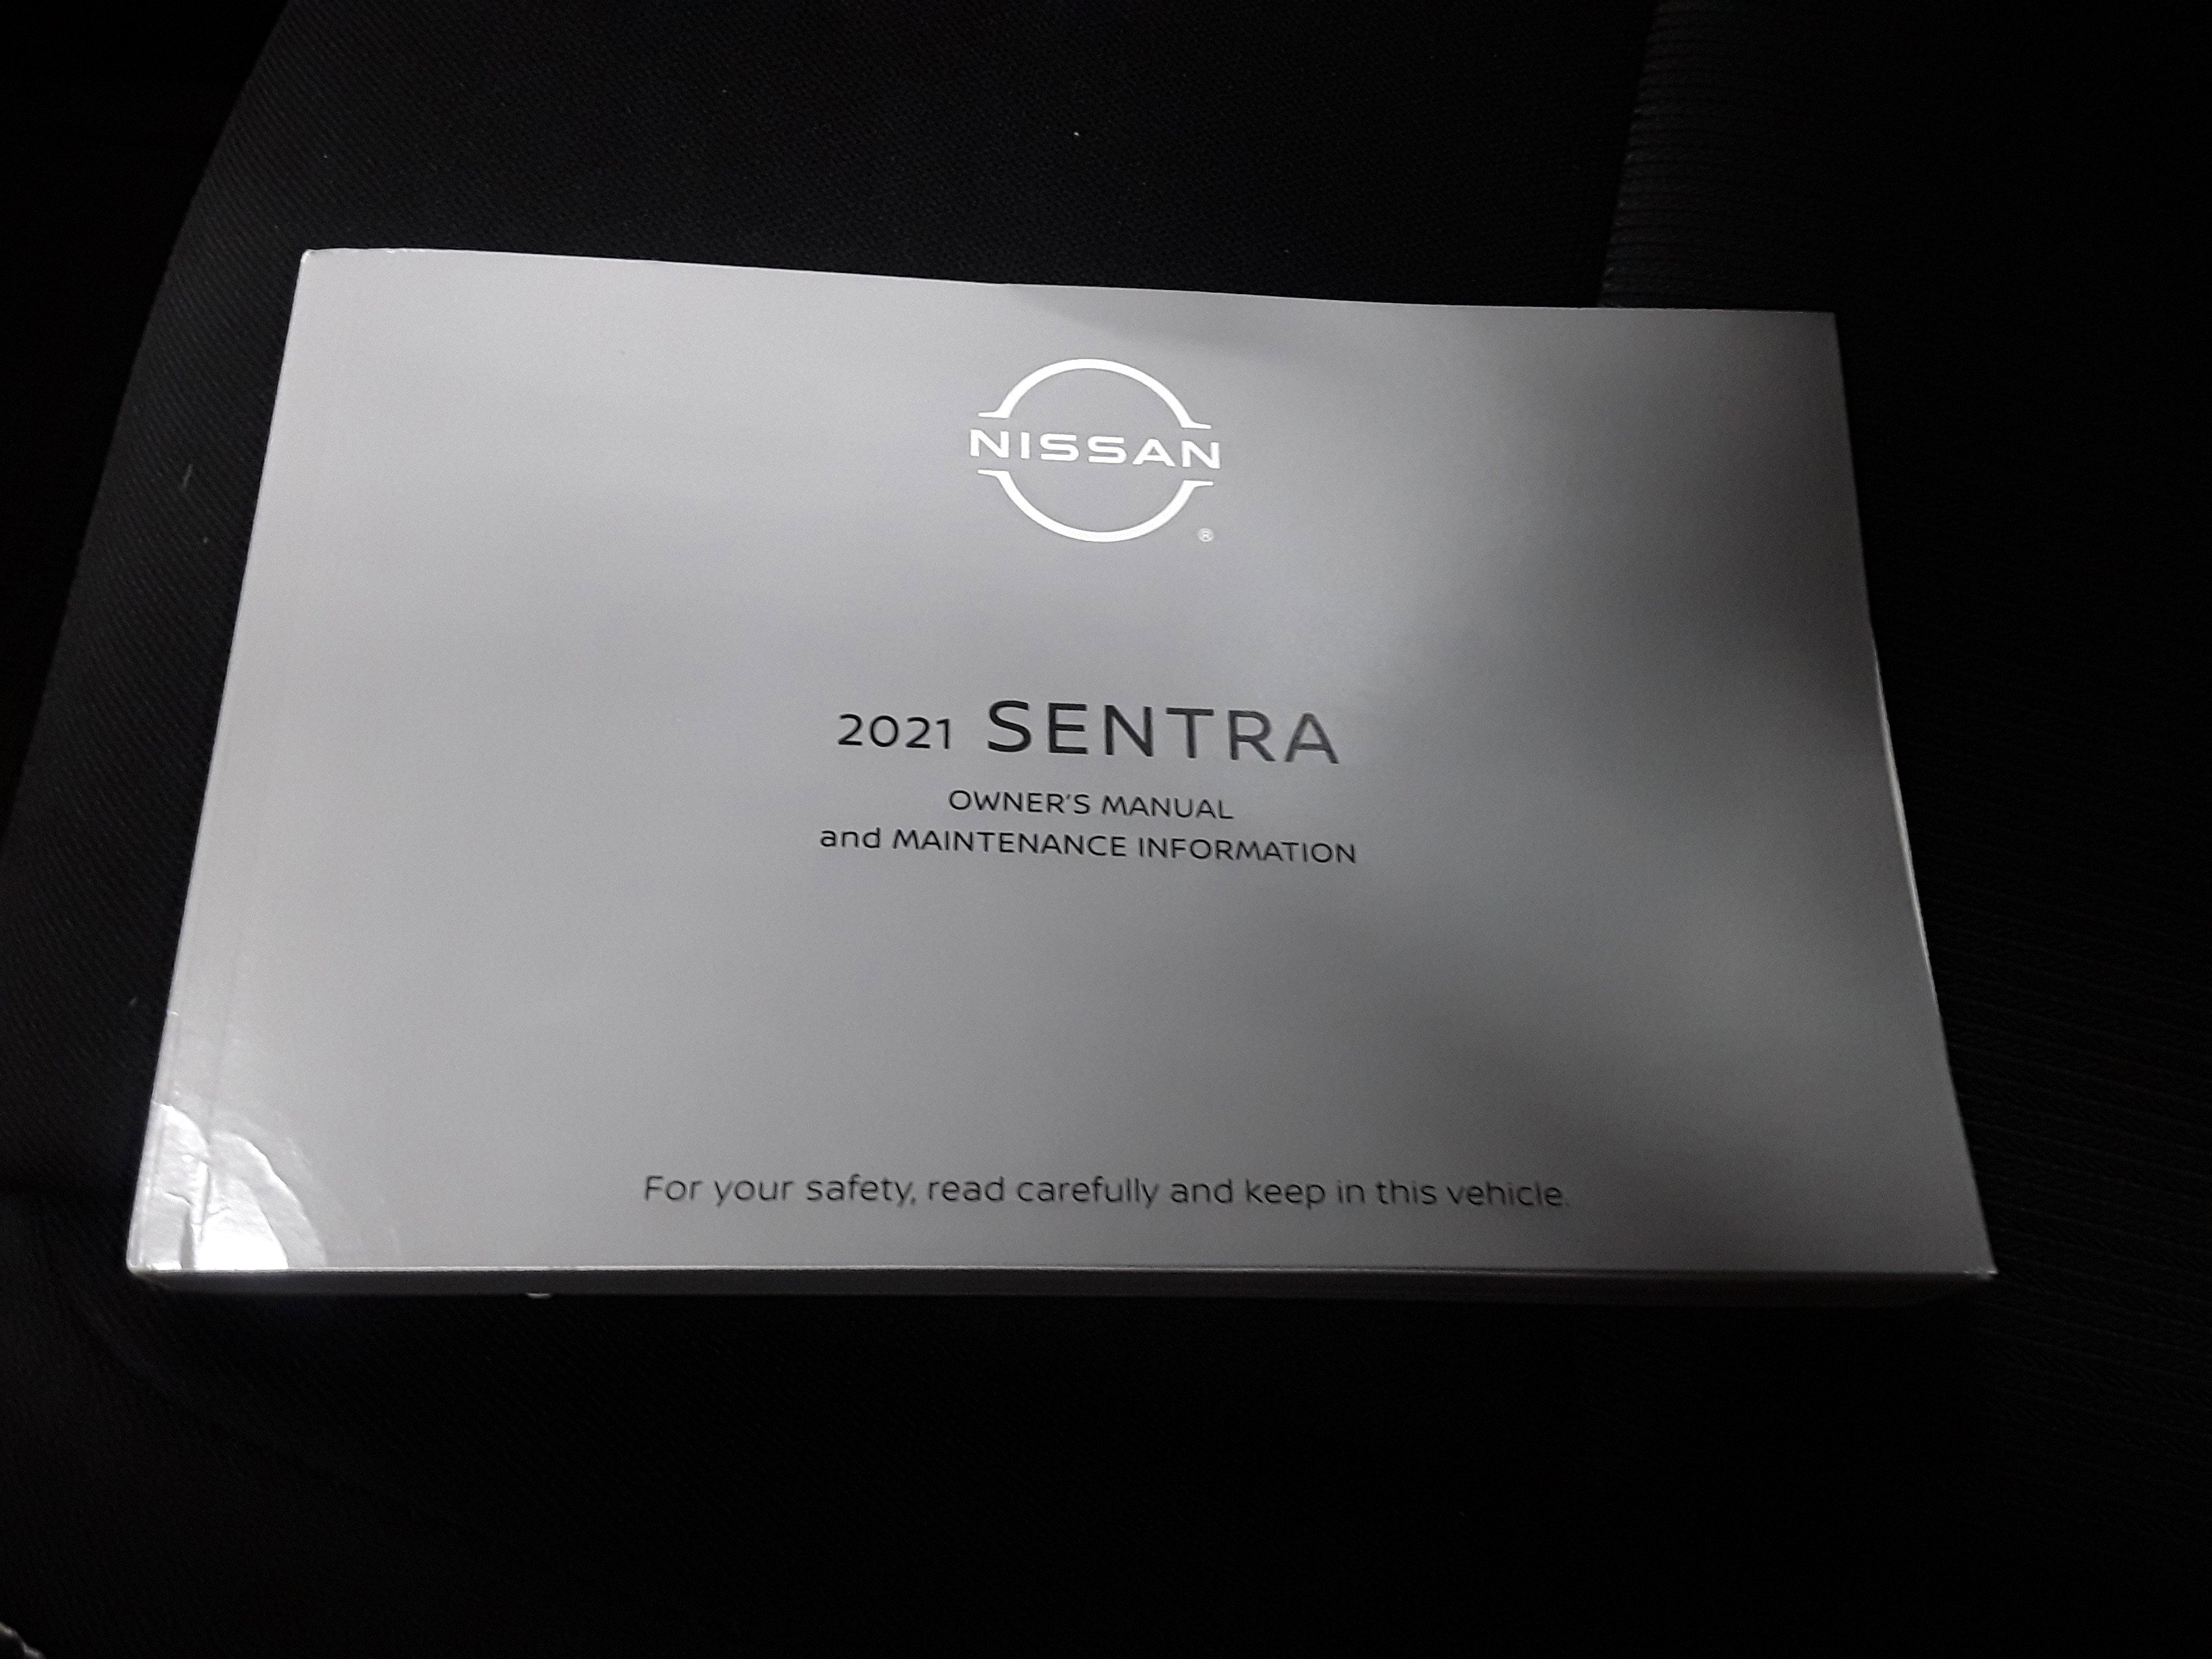 NISSAN
®
2021 SENTRA
OWNER'S MANUAL
and MAINTENANCE INFORMATION
For your safety, read carefully and keep in this vehicle.